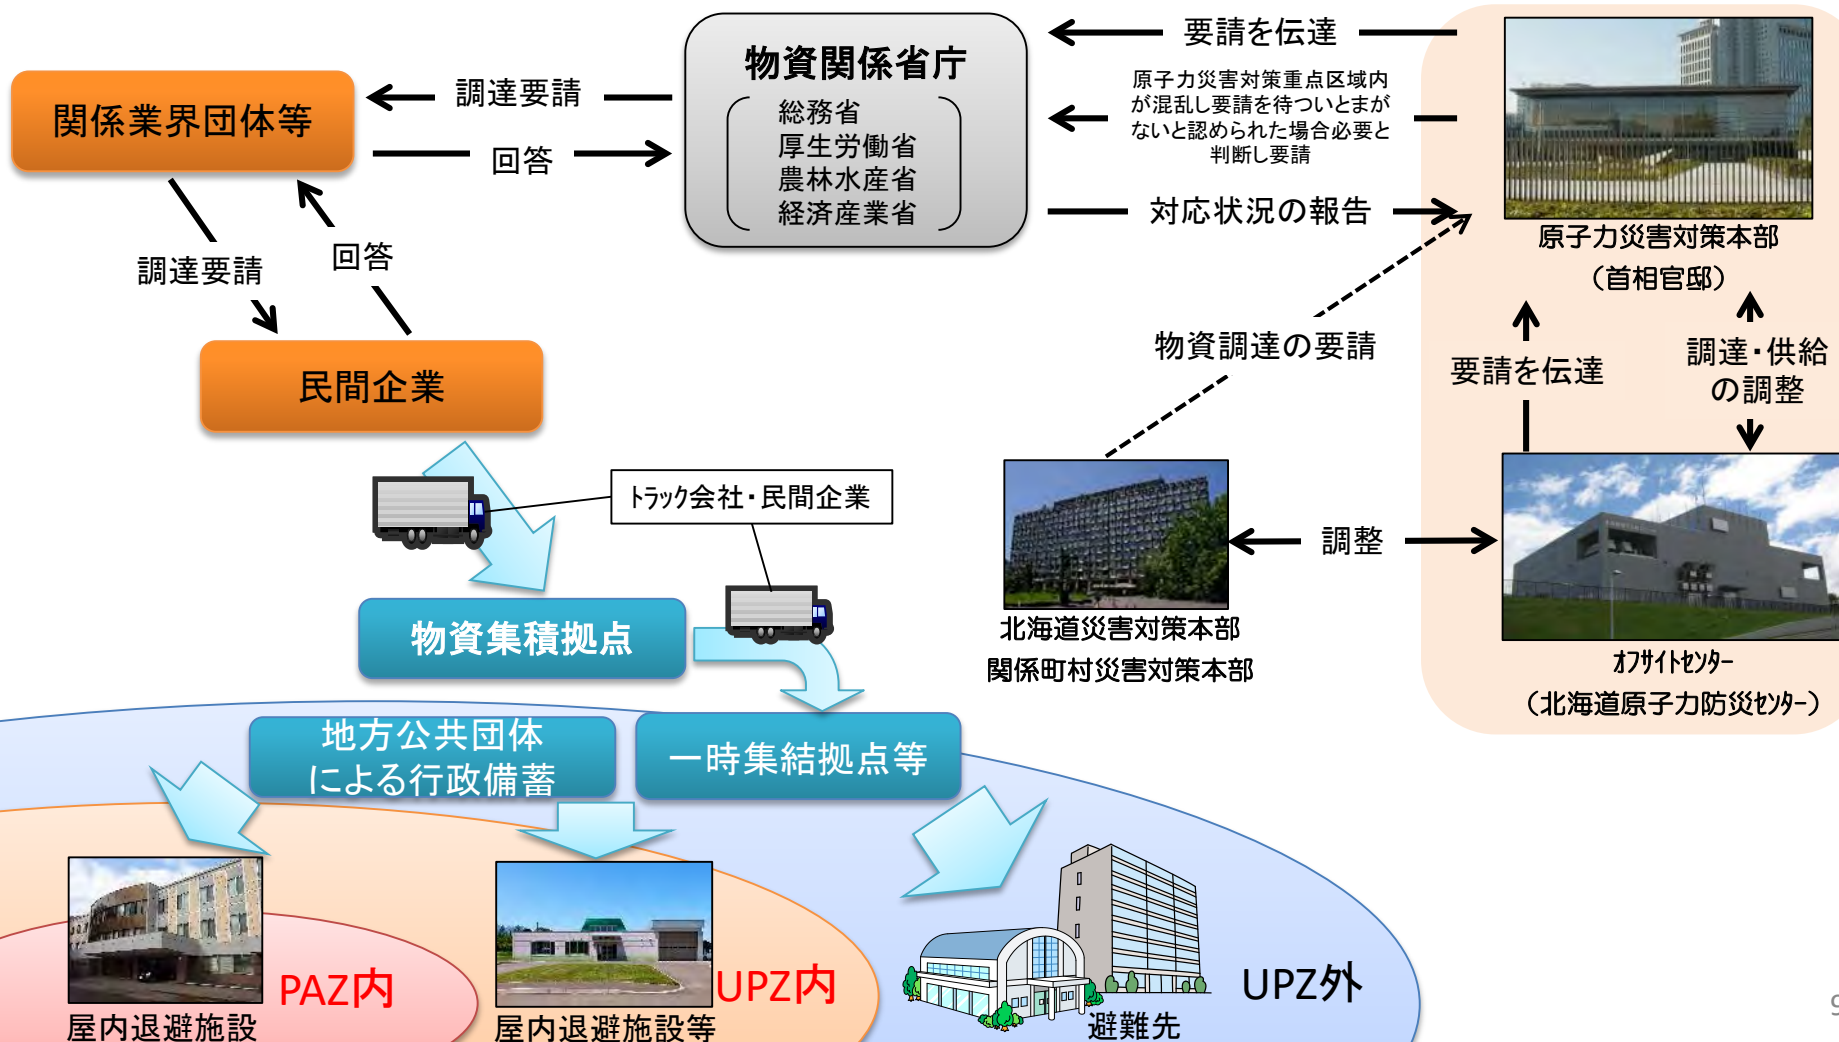 要請を伝達
物資関係省庁
総務省
厚生労働省
農林水産省
経済産業省
関係業界団体等
調達要請
回答
原子力災害対策重点区域内
が混乱し要請を待ついとまが
ないと認められた場合必要と
判断し要請
対応状況の報告
原子力災害対策本部
（首相官邸）
調達要請
回答
民間企業
物資調達の要請
要請を伝達
調達・供給
の調整
トラック会社・民間企業
調整
北海道災害対策本部
関係町村災害対策本部
オフサイトセンター
（北海道原子力防災センター）
物資集積拠点
地方公共団体
による行政備蓄
一時集結拠点等
PAZ内
屋内退避施設
UPZ内
屋内退避施設等
UPZ外
避難先
9